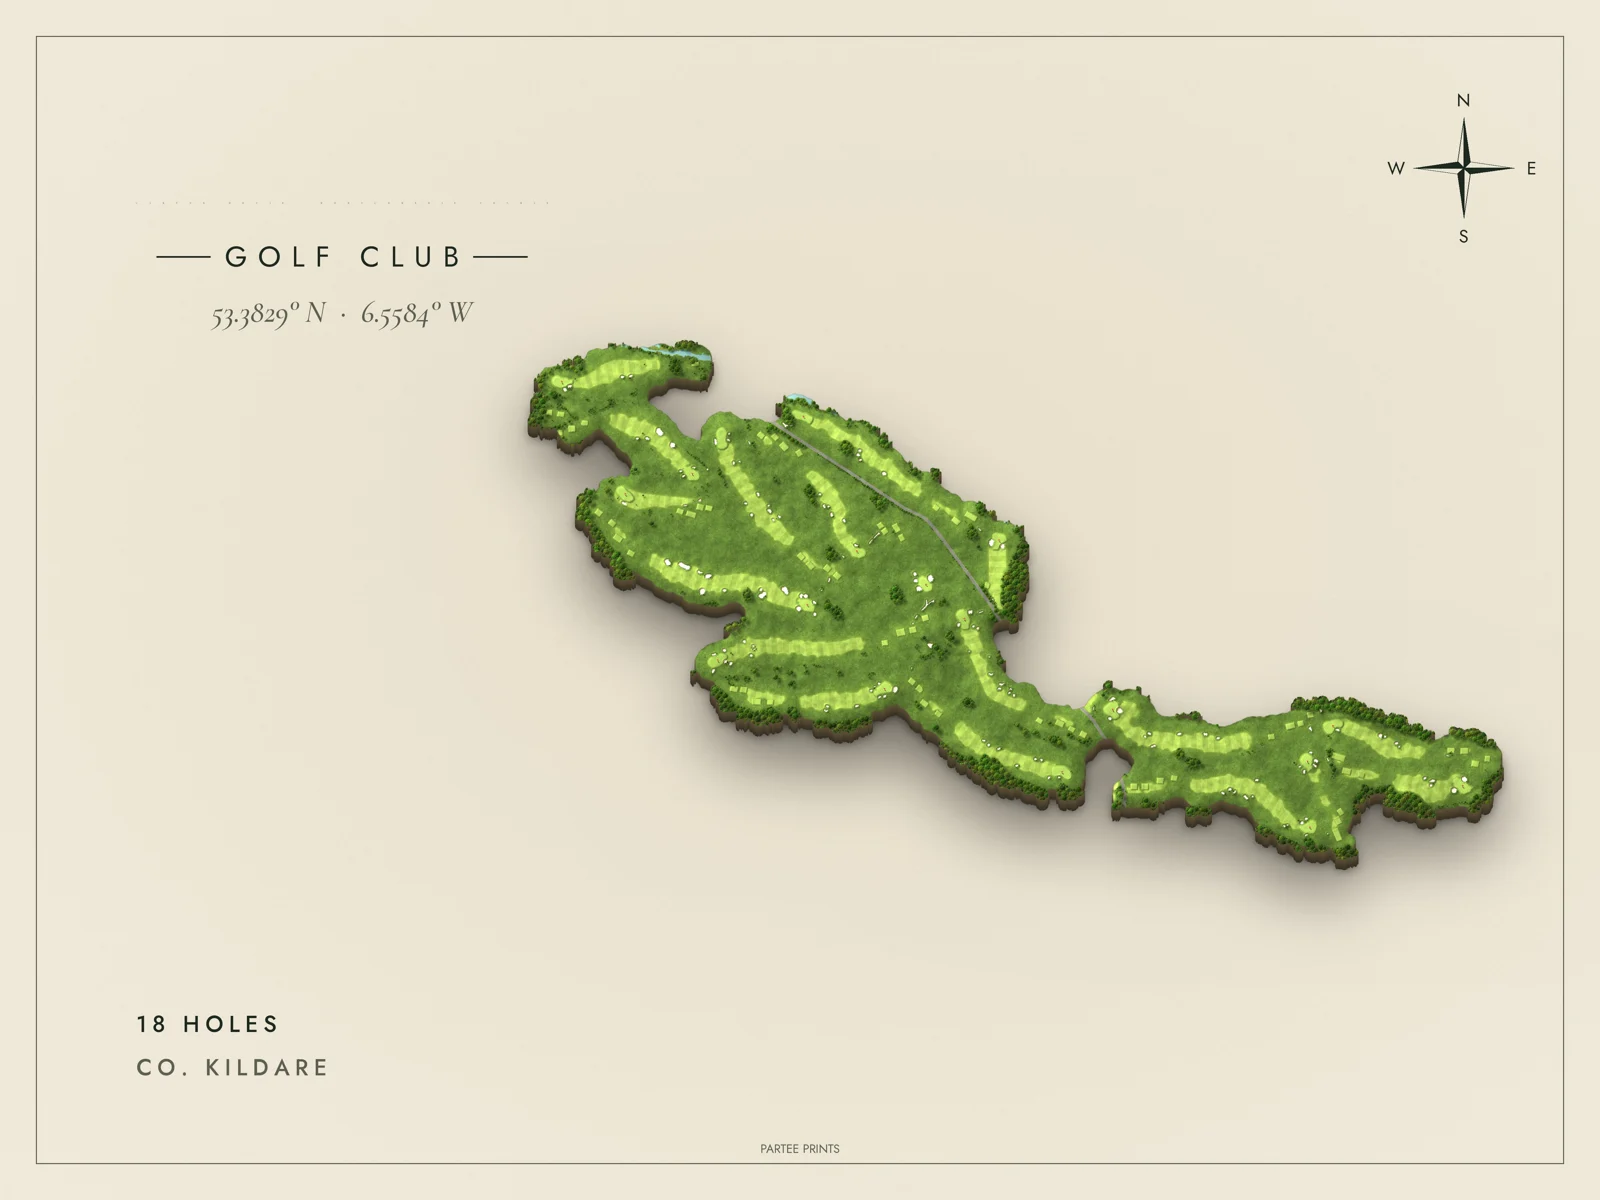 N
W E
S
GOLF CLUB
53.3829° N · 6.5584° W
18 HOLES
CO. KILDARE
PARTEE PRINTS